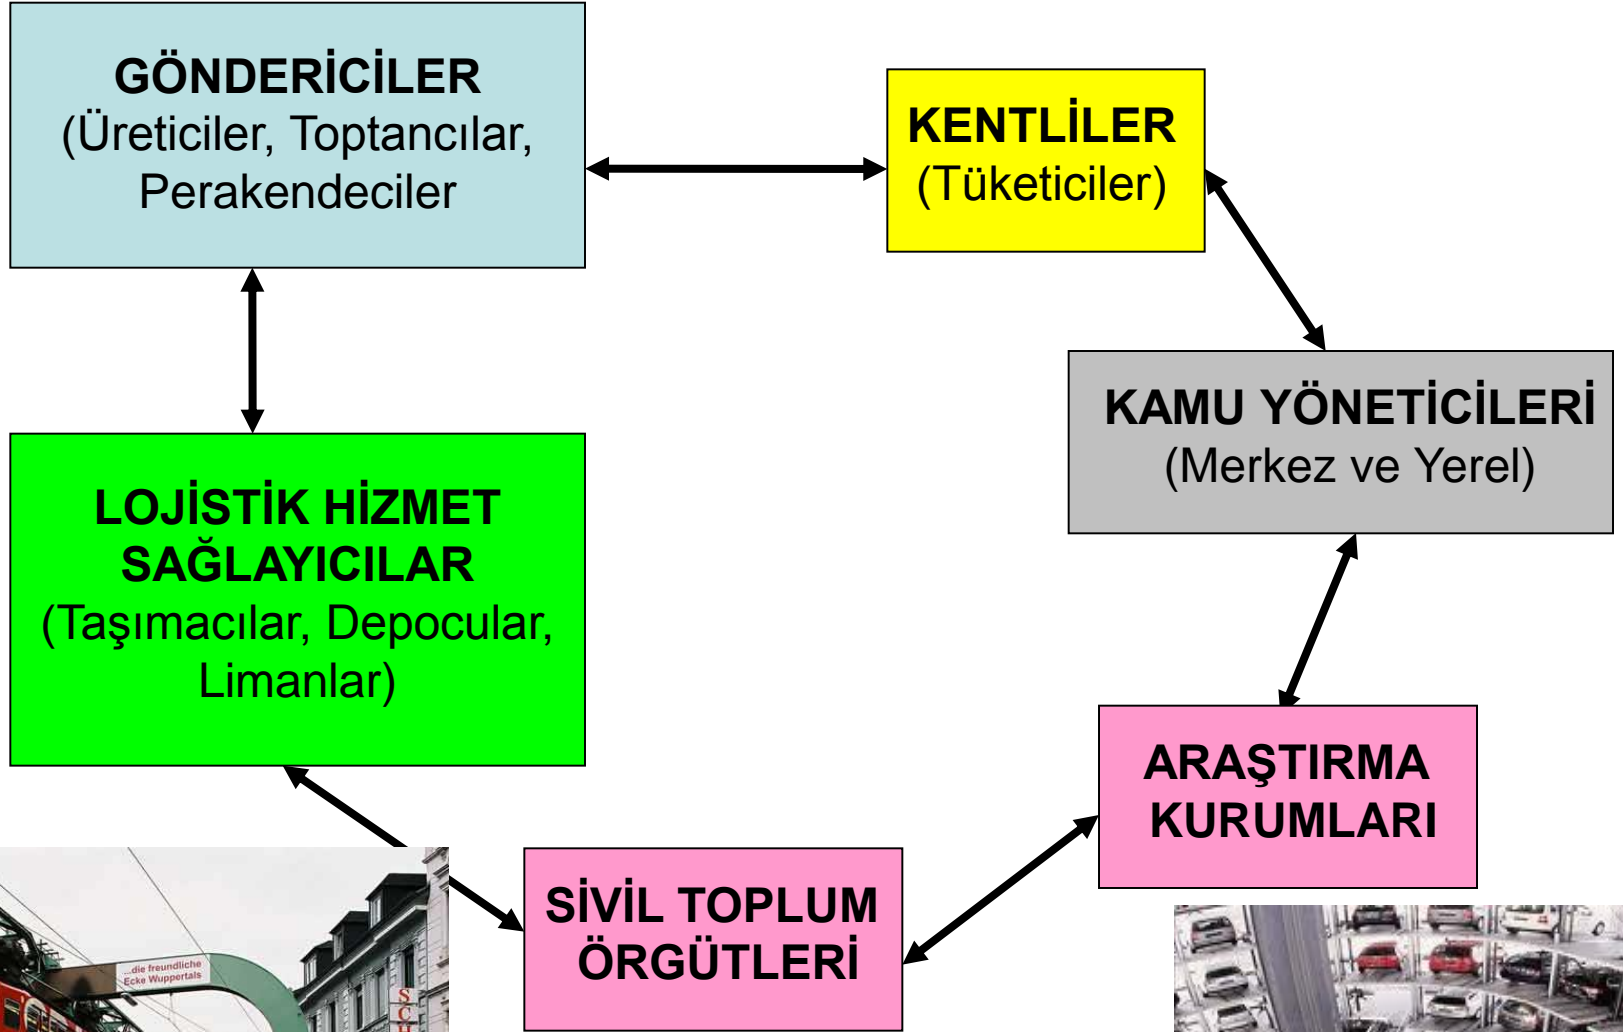 GÖNDERİCİLER
(Üreticiler, Toptancılar,
Perakendeciler
KENTLİLER
(Tüketiciler)
KAMU YÖNETİCİLERİ
(Merkez ve Yerel)
LOJİSTİK HİZMET
SAĞLAYICILAR
(Taşımacılar, Depocular,
Limanlar)
ARAŞTIRMA
KURUMLARI
SİVİL TOPLUM
ÖRGÜTLERİ
...die freundliche
Ecke Wuppertals
S
C
H